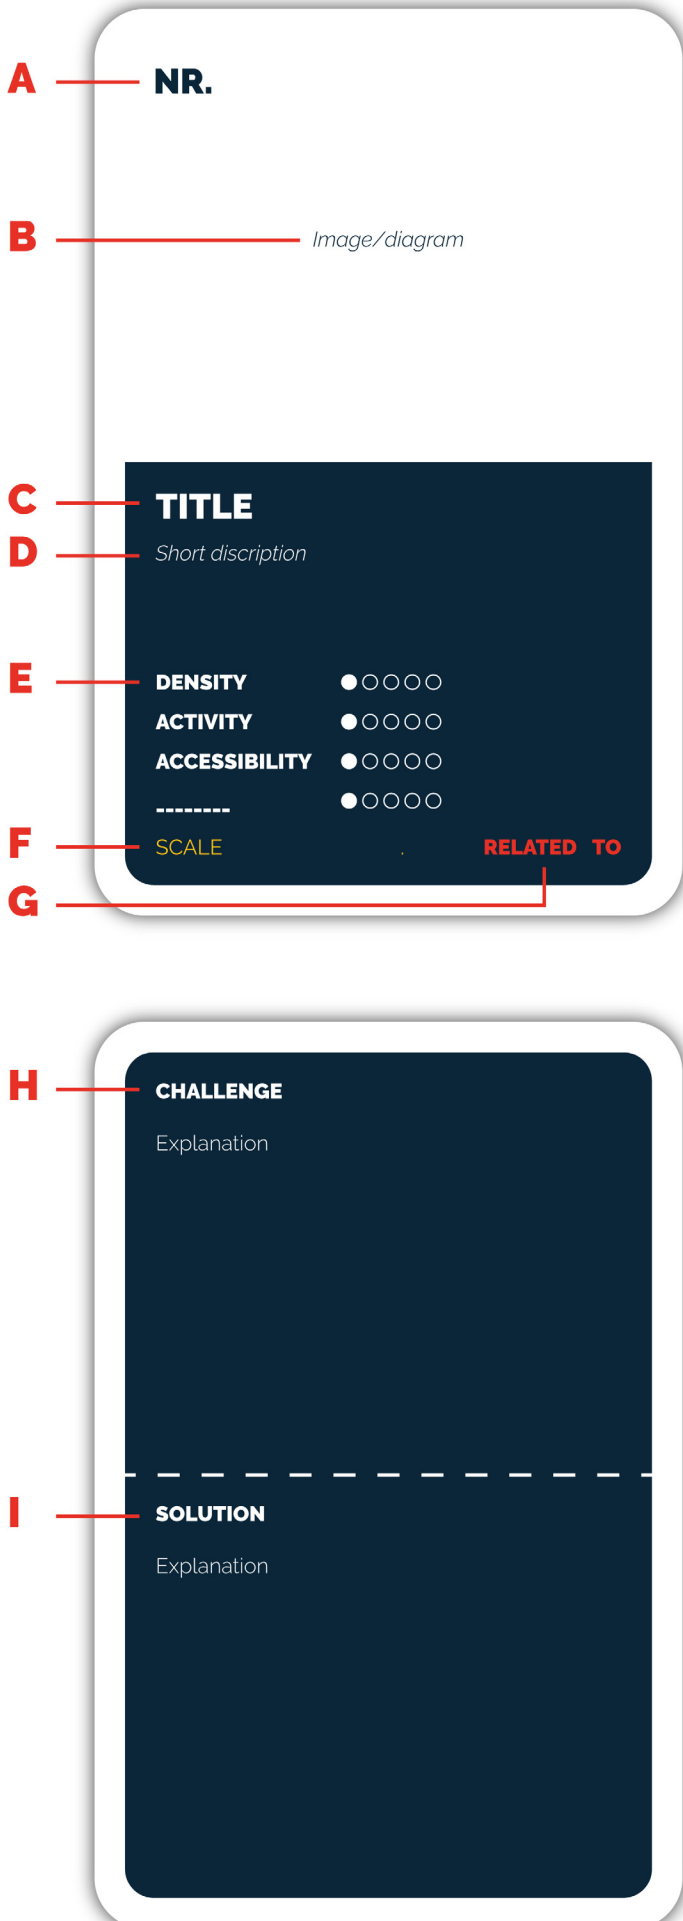 A NR.
B Image/diagram
C TITLE
D Short discription
E DENSITY
ACTIVITY
ACCESSIBILITY
--------
F SCALE . RELATED TO
G
H CHALLENGE
Explanation
I SOLUTION
Explanation